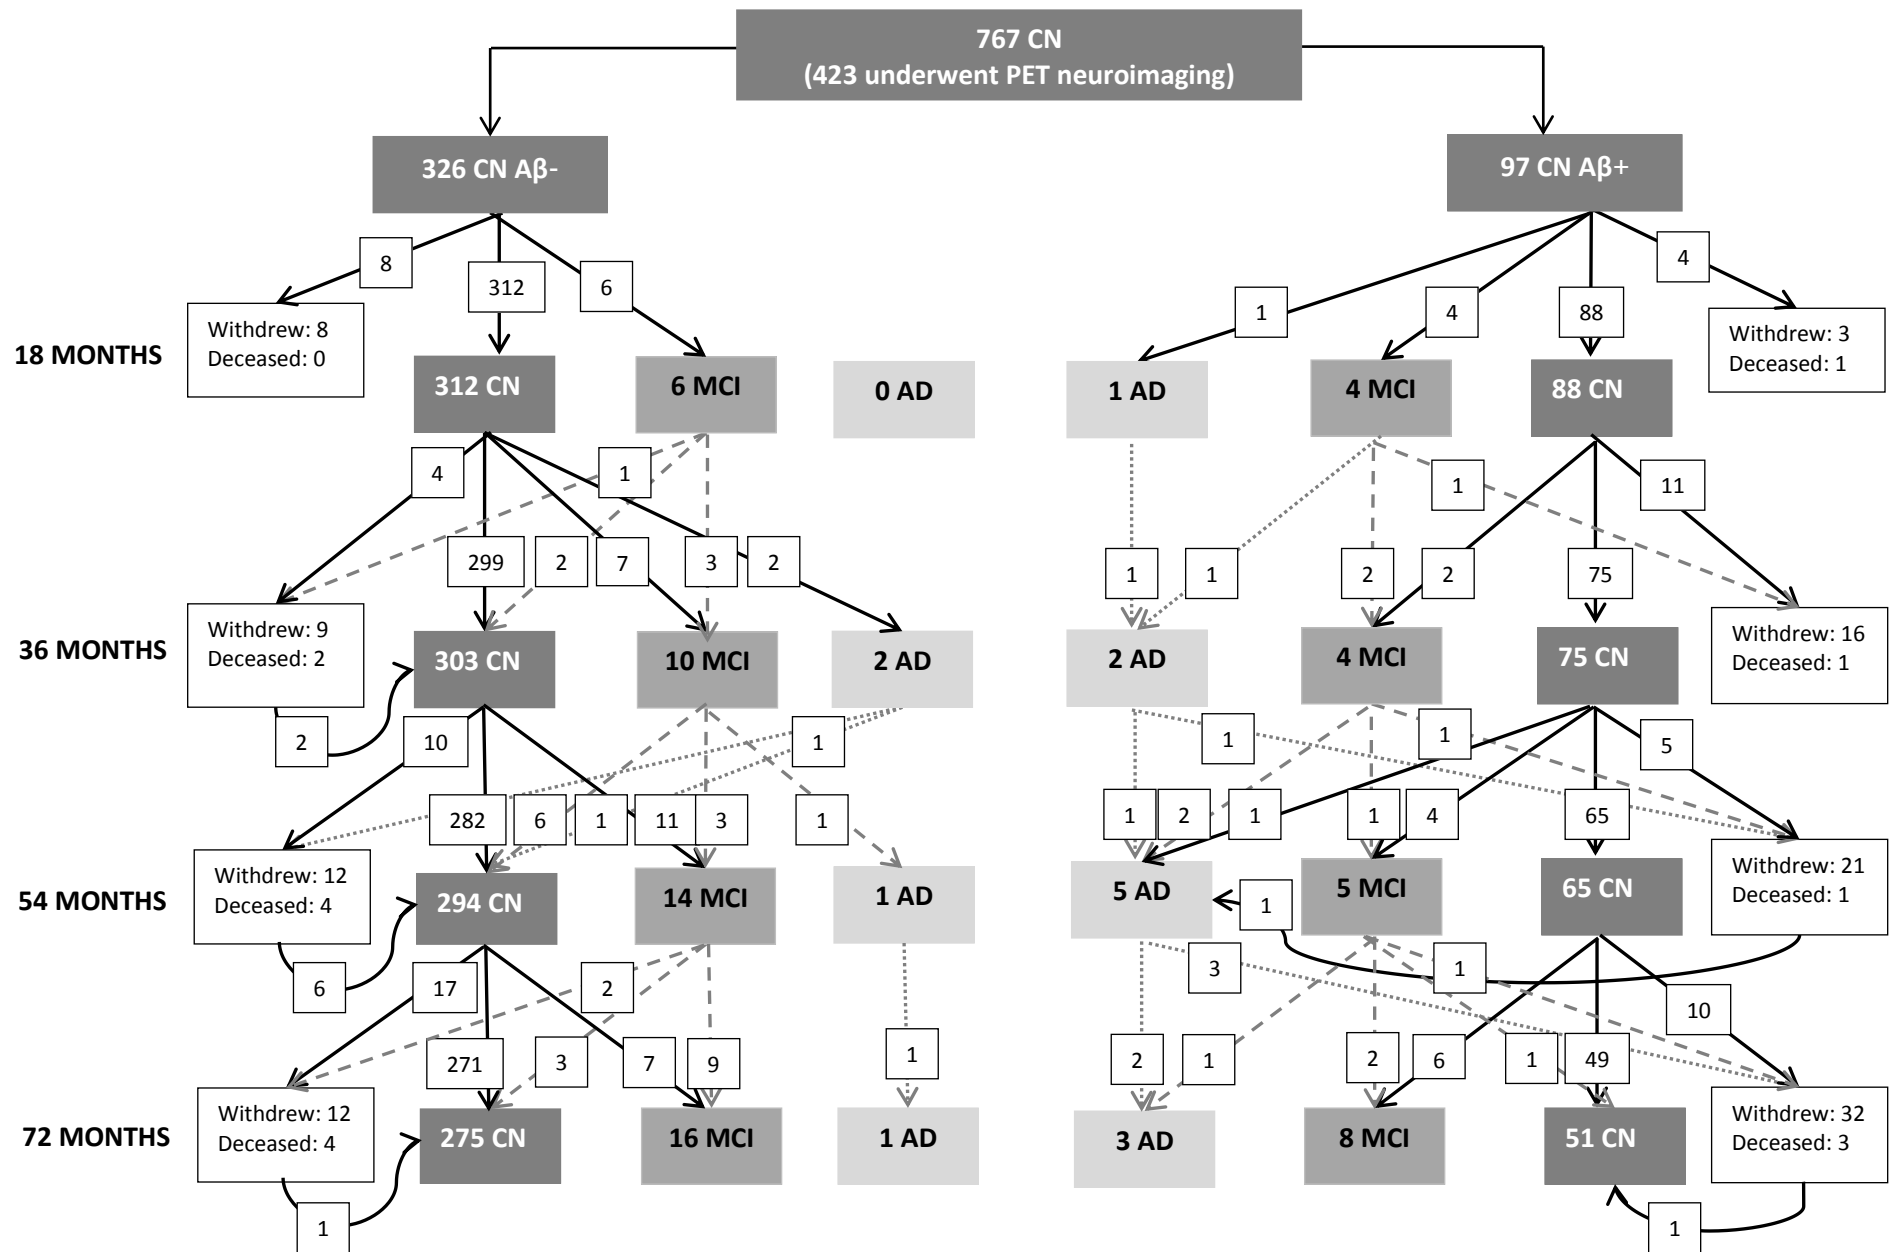 767 CN
(423 underwent PET neuroimaging)
326 CN Aβ-
97 CN Aβ+
8
312
6
1
4
88
4
18 MONTHS
Withdrew: 8
Deceased: 0
312 CN
6 MCI
0 AD
1 AD
4 MCI
88 CN
Withdrew: 3
Deceased: 1
4
1
1
11
299
2
7
3
2
1
1
2
2
75
36 MONTHS
Withdrew: 9
Deceased: 2
303 CN
10 MCI
2 AD
2 AD
4 MCI
75 CN
Withdrew: 16
Deceased: 1
2
10
1
1
1
5
282
6
1
11
3
1
1
2
1
1
4
65
54 MONTHS
Withdrew: 12
Deceased: 4
294 CN
14 MCI
1 AD
5 AD
1
5 MCI
65 CN
Withdrew: 21
Deceased: 1
6
17
2
3
1
10
271
3
7
9
1
2
1
2
6
1
49
72 MONTHS
Withdrew: 12
Deceased: 4
275 CN
16 MCI
1 AD
3 AD
8 MCI
51 CN
Withdrew: 32
Deceased: 3
1
1